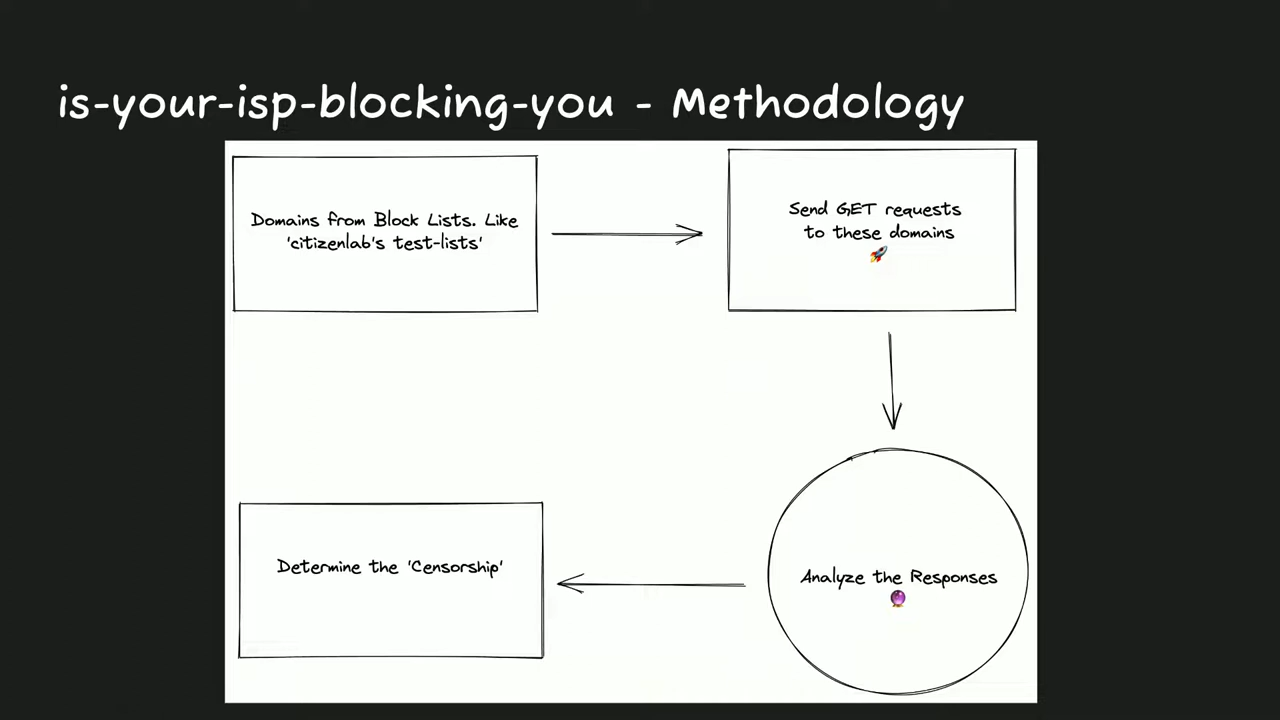 is-your-isp-blocking-you - Methodology
Domains from Block Lists. Like
'citizenlab's test-lists'
Send GET requests
to these domains
🚀
Analyze the Responses
🔮
Determine the 'Censorship'